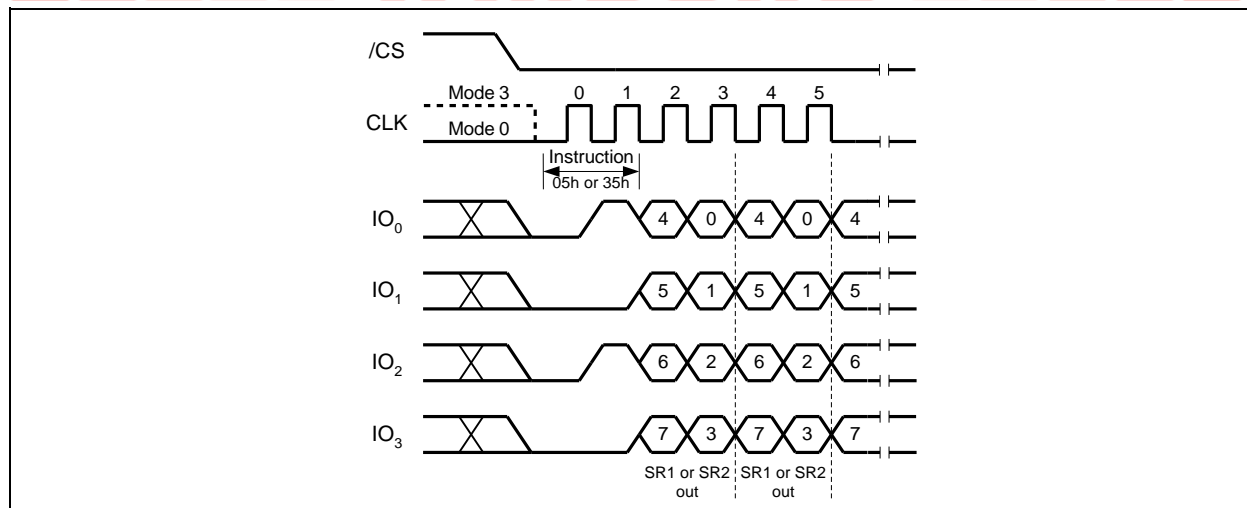 /CS
Mode 3 0 1 2 3 4 5
CLK Mode 0
Instruction
05h or 35h
IO0 4 0 4 0 4
IO1 5 1 5 1 5
IO2 6 2 6 2 6
IO3 7 3 7 3 7
SR1 or SR2 SR1 or SR2
out out